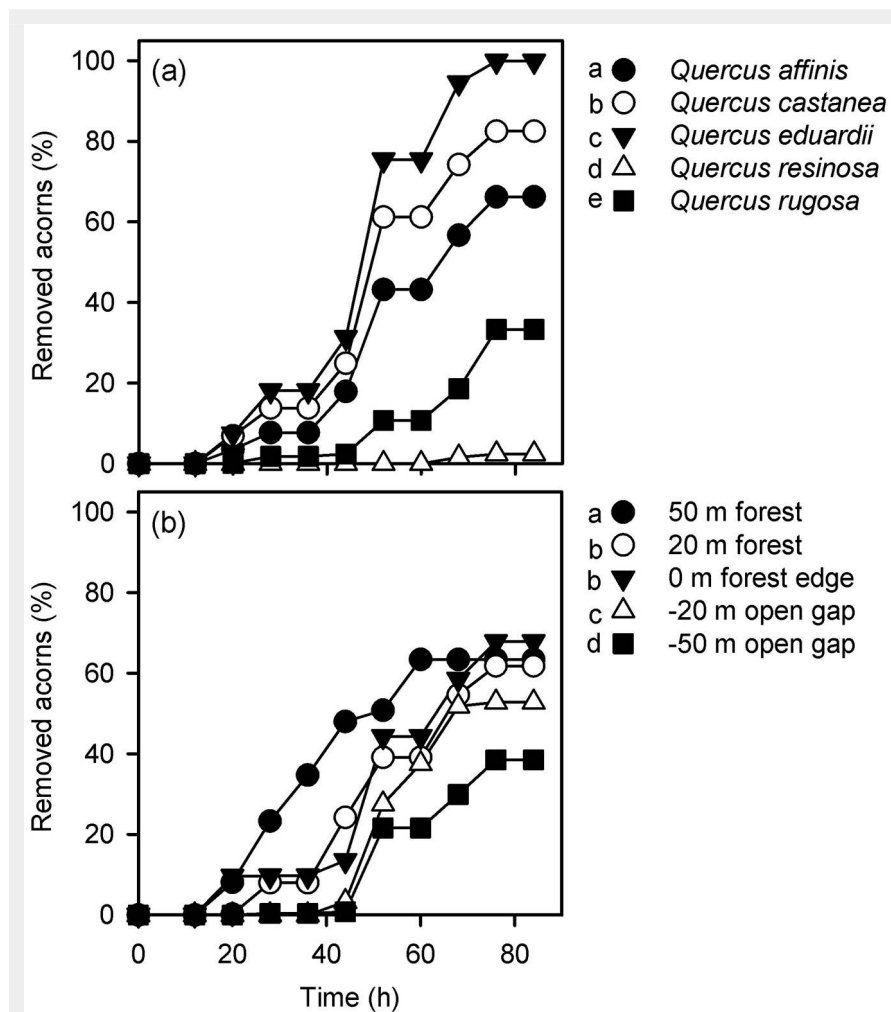 (a)
100
80
60
40
20
0
Removed acorns (%)
a Quercus affinis
b Quercus castanea
c Quercus eduardii
d Quercus resinosa
e Quercus rugosa
(b)
100
80
60
40
20
0
Removed acorns (%)
a 50 m forest
b 20 m forest
b 0 m forest edge
c -20 m open gap
d -50 m open gap
0 20 40 60 80
Time (h)